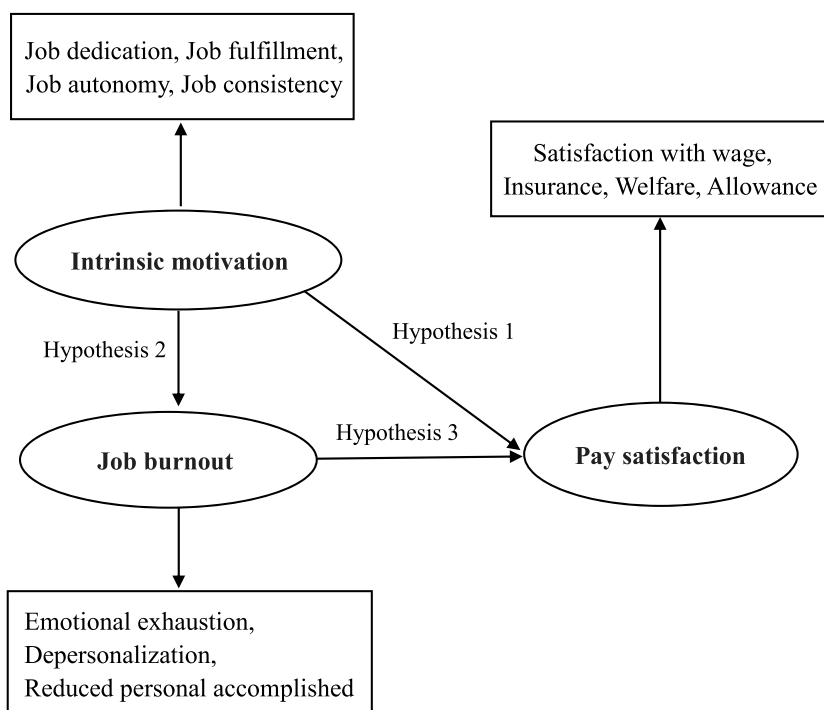 Job dedication, Job fulfillment,
Job autonomy, Job consistency
Satisfaction with wage,
Insurance, Welfare, Allowance
Intrinsic motivation
Hypothesis 1
Hypothesis 2
Hypothesis 3
Job burnout
Pay satisfaction
Emotional exhaustion,
Depersonalization,
Reduced personal accomplished